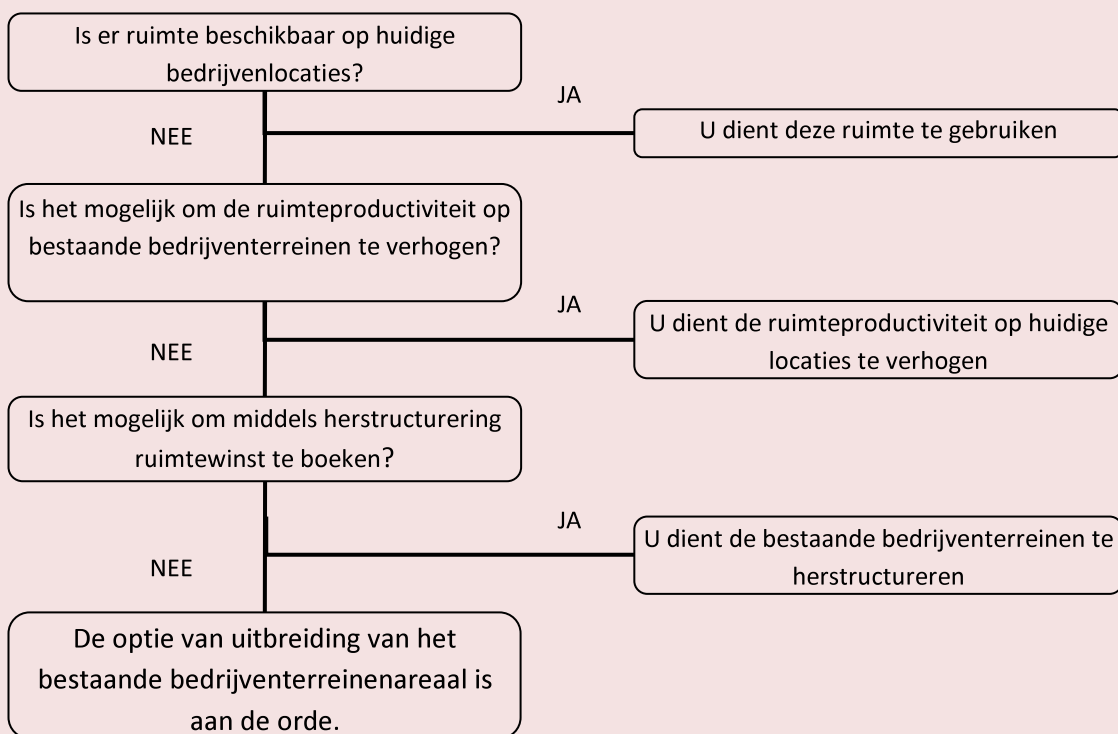 Is er ruimte beschikbaar op huidige
bedrijvenlocaties?
JA
NEE
U dient deze ruimte te gebruiken
Is het mogelijk om de ruimteproductiviteit op
bestaande bedrijventerreinen te verhogen?
JA
NEE
U dient de ruimteproductiviteit op huidige
locaties te verhogen
Is het mogelijk om middels herstructurering
ruimtewinst te boeken?
JA
NEE
U dient de bestaande bedrijventerreinen te
herstructureren
De optie van uitbreiding van het
bestaande bedrijventerreinenareaal is
aan de orde.